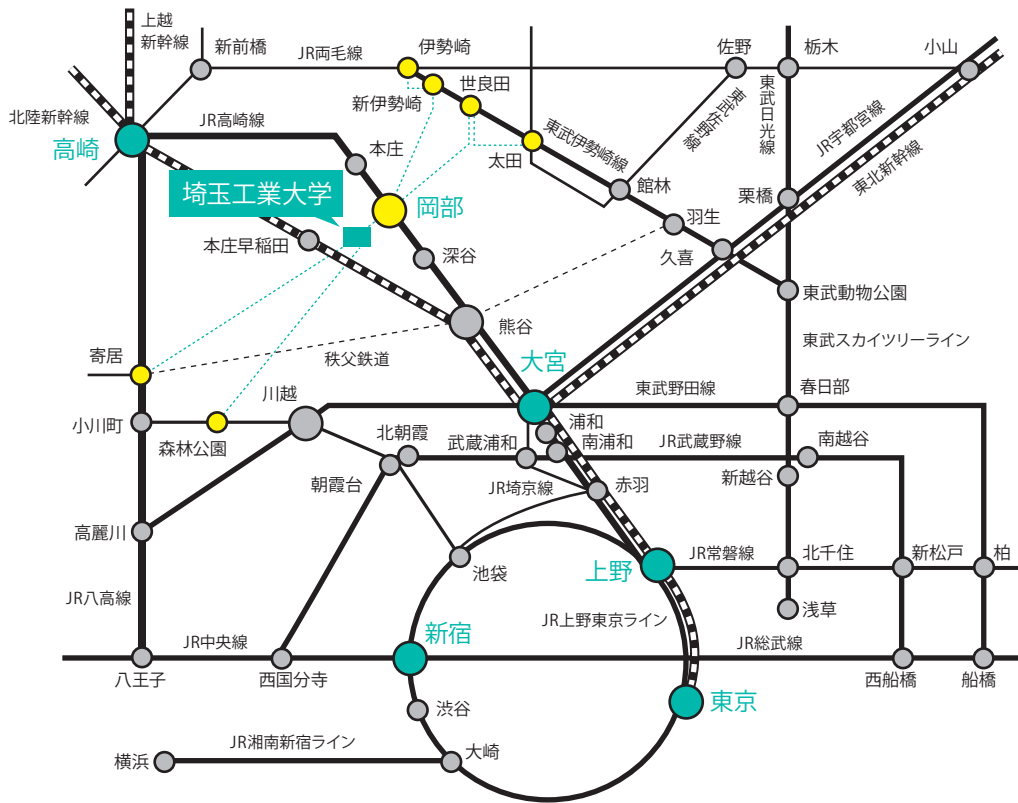 上越
新幹線
新前橋
JR両毛線
伊勢崎
佐野
栃木
小山
世良田
新伊勢崎
東武日光線
東武佐野線
JR宇都宮線
東北新幹線
北陸新幹線
高崎
JR高崎線
本庄
太田
東武伊勢崎線
館林
栗橋
埼玉工業大学
岡部
羽生
本庄早稲田
深谷
久喜
東武動物公園
熊谷
東武スカイツリーライン
寄居
秩父鉄道
大宮
東武野田線
春日部
川越
小川町
森林公園
浦和
北朝霞
武蔵浦和
南浦和
JR武蔵野線
南越谷
朝霞台
JR埼京線
赤羽
新越谷
高麗川
池袋
上野
JR常磐線
北千住
新松戸
柏
JR八高線
浅草
JR上野東京ライン
新宿
JR中央線
JR総武線
八王子
西国分寺
西船橋
船橋
渋谷
東京
JR湘南新宿ライン
大崎
横浜